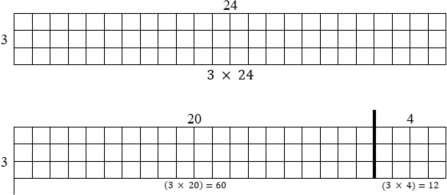 24
3
3 × 24
20 4
3
(3 × 20) = 60 (3 × 4) = 12